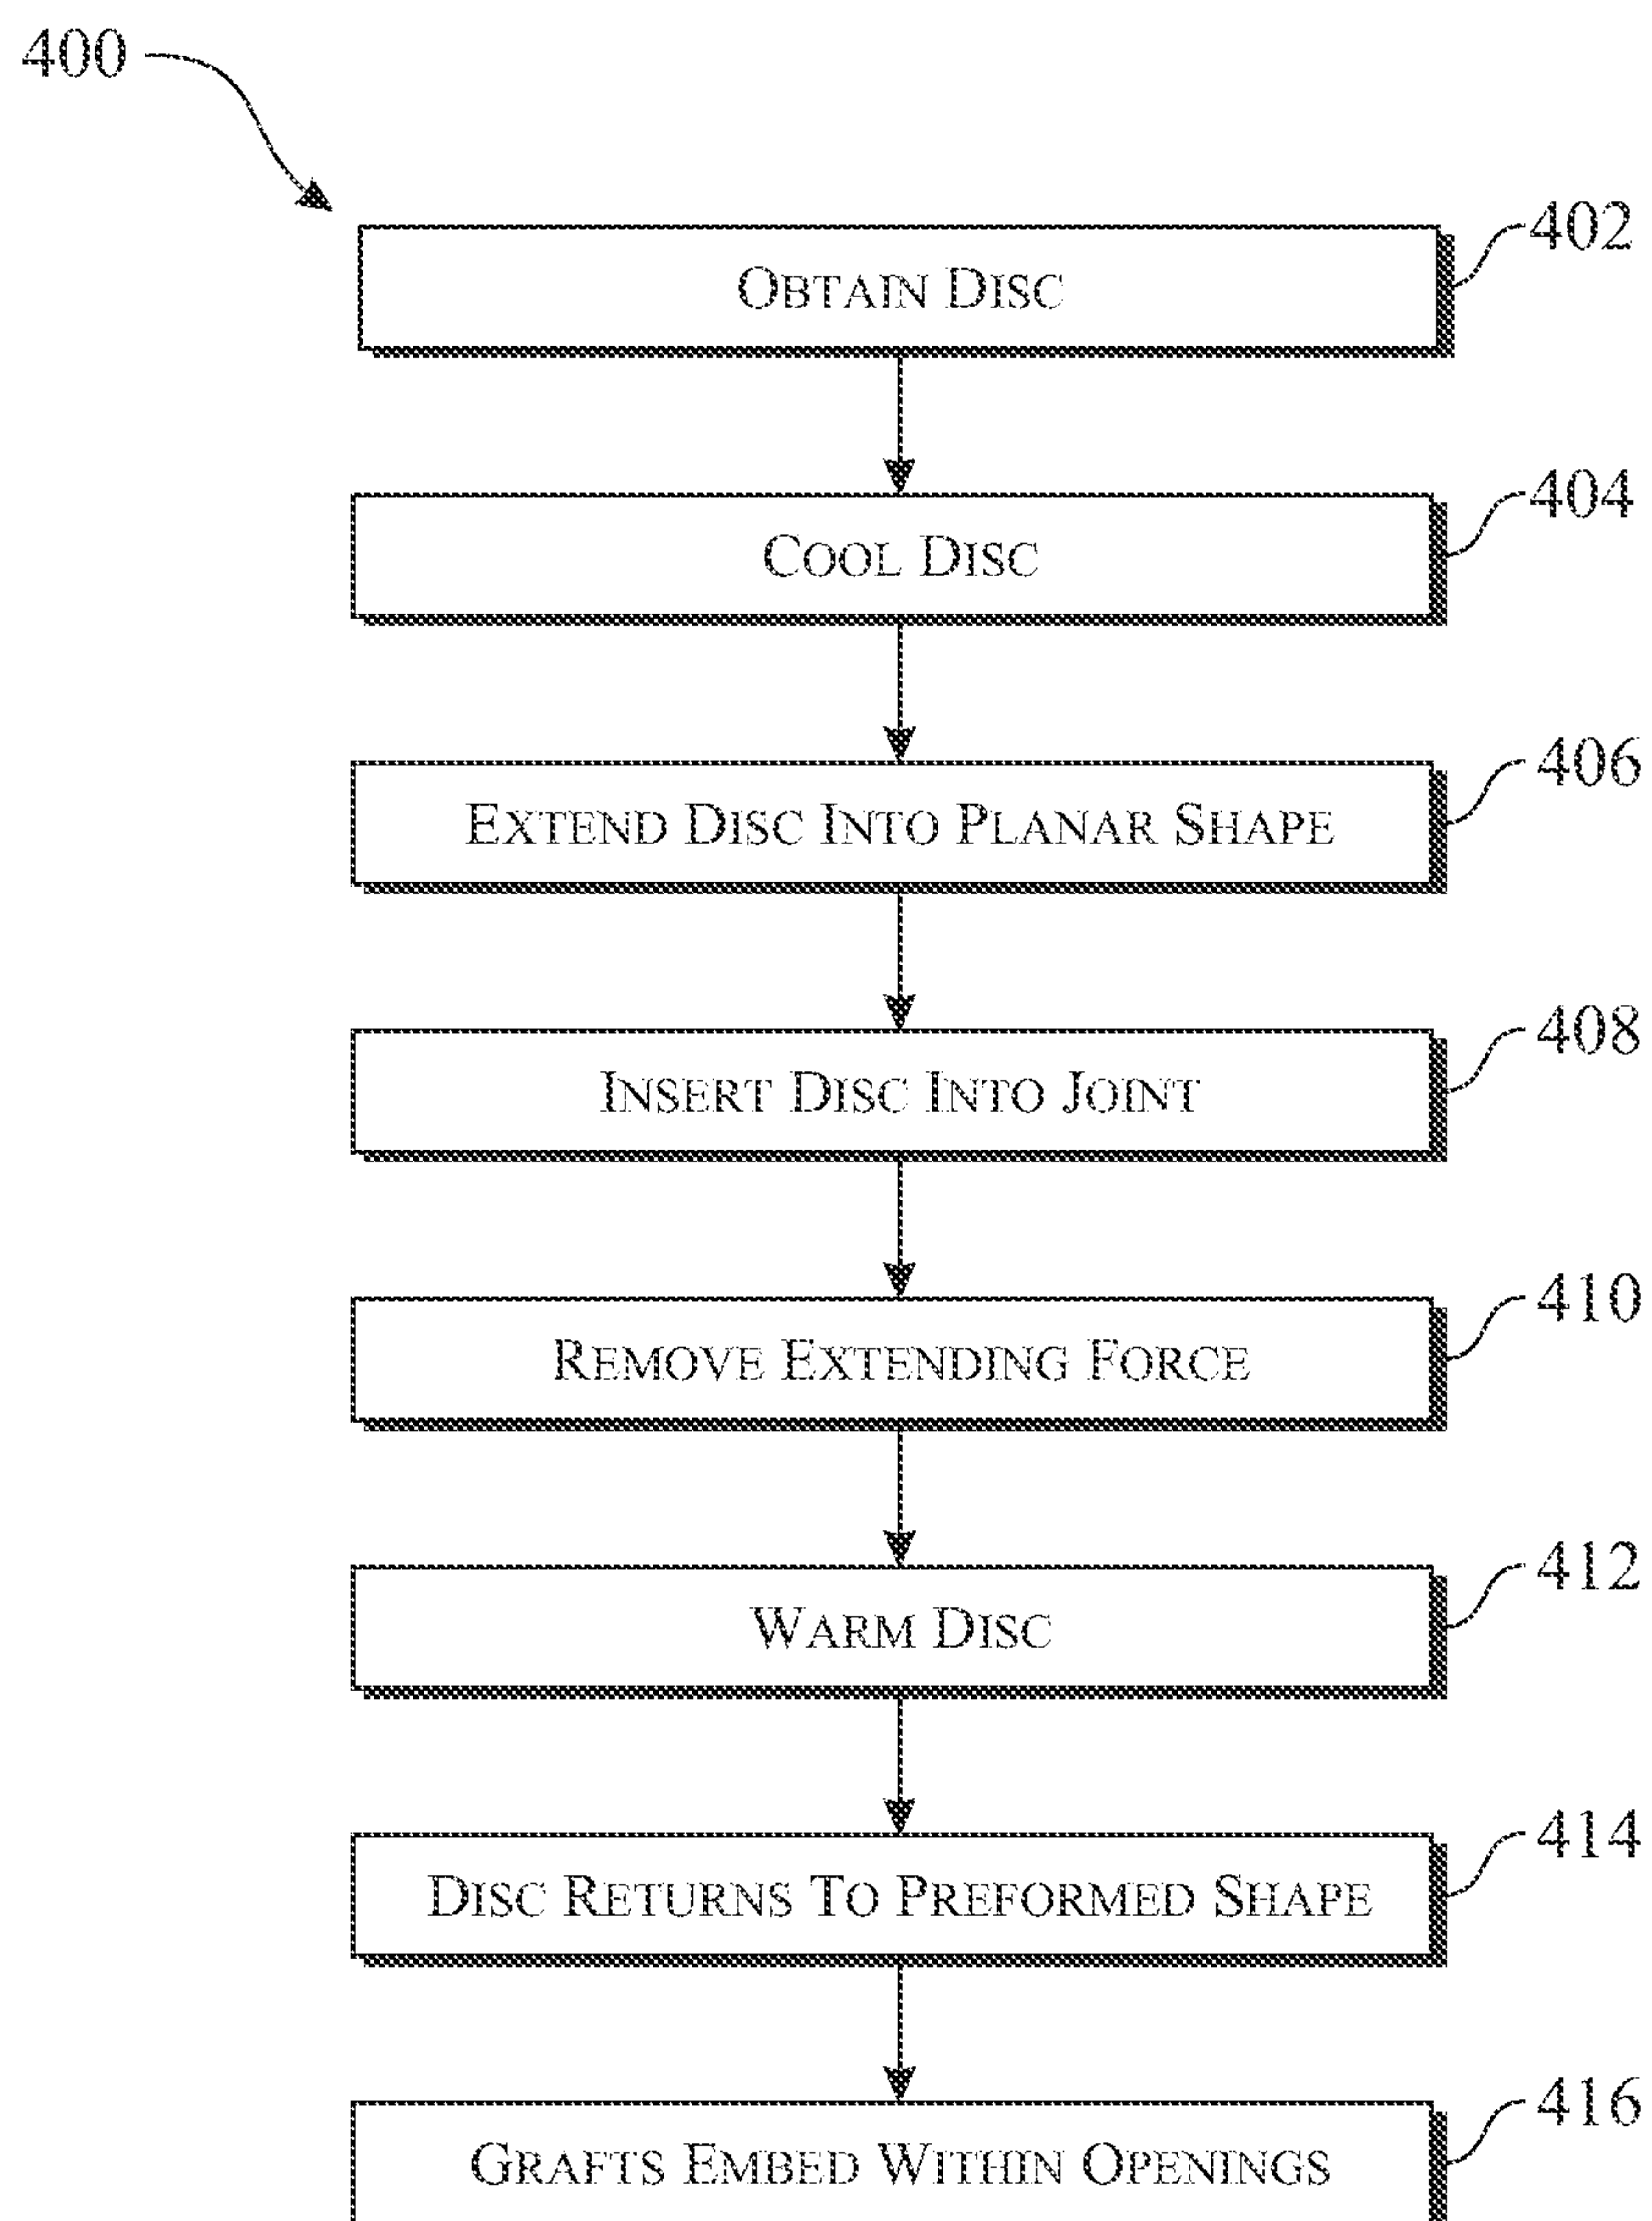 400
OBTAIN DISC
402
COOL DISC
404
EXTEND DISC INTO PLANAR SHAPE
406
INSERT DISC INTO JOINT
408
REMOVE EXTENDING FORCE
410
WARM DISC
412
DISC RETURNS TO PREFORMED SHAPE
414
GRAFTS EMBED WITHIN OPENINGS
416